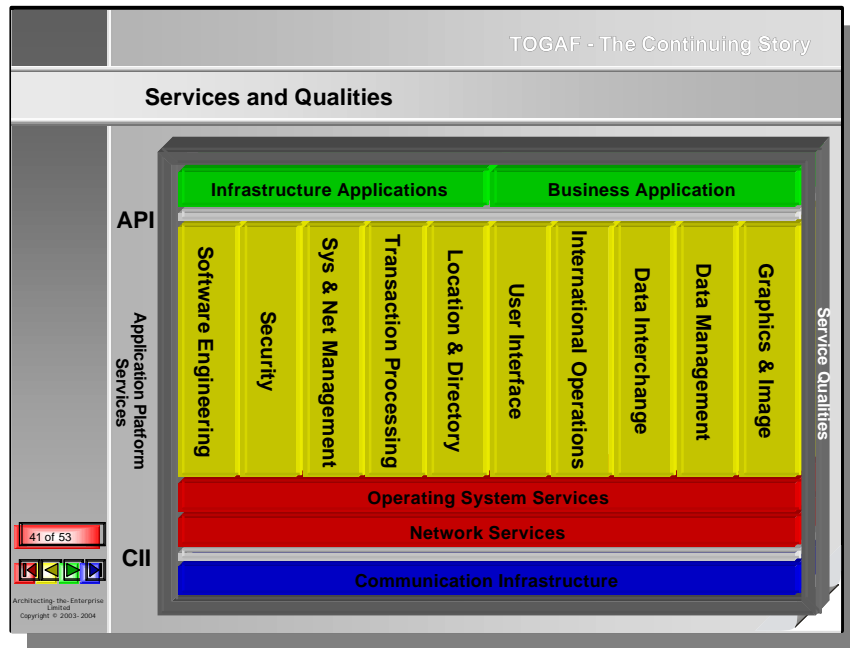 TOGAF - The Continuing Story
Services and Qualities
Infrastructure Applications
Business Application
API
Software Engineering
Security
Sys & Net Management
Transaction Processing
Location & Directory
User Interface
International Operations
Data Interchange
Data Management
Graphics & Image
Application Platform
Services
Service Qualities
Operating System Services
Network Services
CII
Communication Infrastructure
41 of 53
Architecting-the-Enterprise
Limited
Copyright © 2003-2004